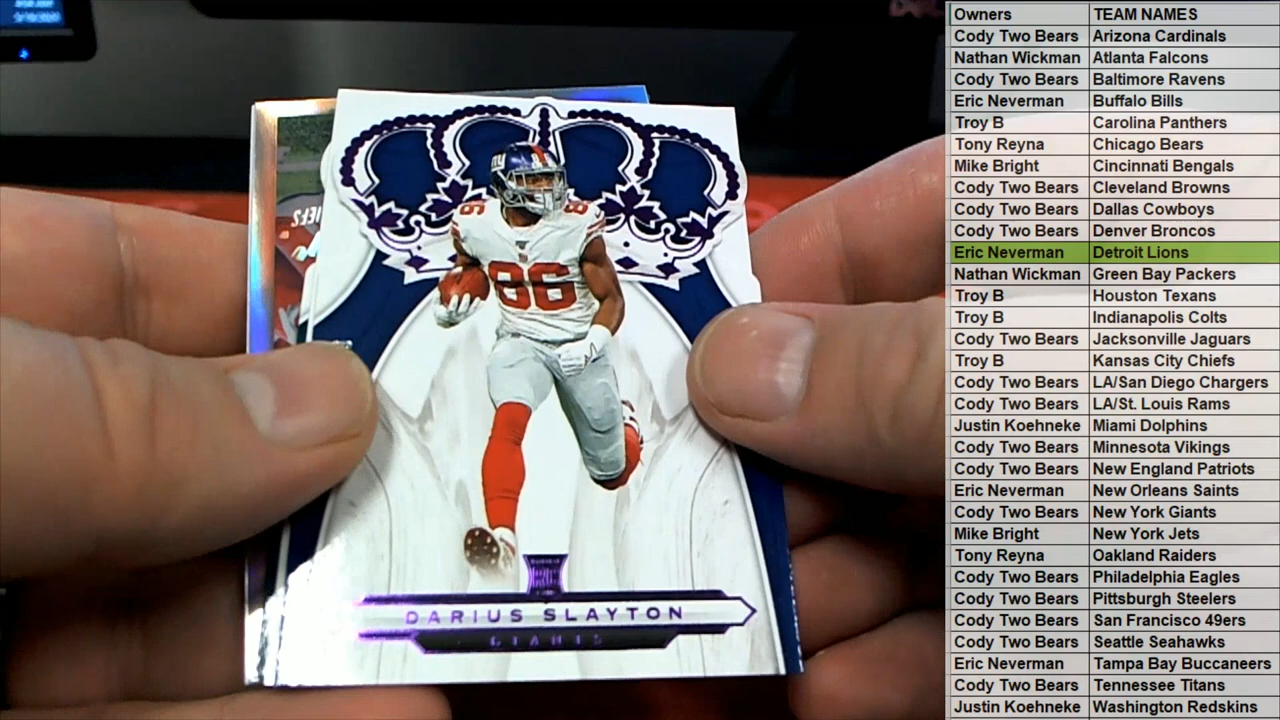 Owners TEAM NAMES
Cody Two Bears Arizona Cardinals
Nathan Wickman Atlanta Falcons
Cody Two Bears Baltimore Ravens
Eric Neverman Buffalo Bills
Troy B Carolina Panthers
Tony Reyna Chicago Bears
Mike Bright Cincinnati Bengals
Cody Two Bears Cleveland Browns
Cody Two Bears Dallas Cowboys
Cody Two Bears Denver Broncos
Eric Neverman Detroit Lions
Nathan Wickman Green Bay Packers
Troy B Houston Texans
Troy B Indianapolis Colts
Cody Two Bears Jacksonville Jaguars
Troy B Kansas City Chiefs
Cody Two Bears LA/San Diego Chargers
Cody Two Bears LA/St. Louis Rams
Justin Koehneke Miami Dolphins
Cody Two Bears Minnesota Vikings
Cody Two Bears New England Patriots
Eric Neverman New Orleans Saints
Cody Two Bears New York Giants
Mike Bright New York Jets
Tony Reyna Oakland Raiders
Cody Two Bears Philadelphia Eagles
Cody Two Bears Pittsburgh Steelers
Cody Two Bears San Francisco 49ers
Cody Two Bears Seattle Seahawks
Eric Neverman Tampa Bay Buccaneers
Cody Two Bears Tennessee Titans
Justin Koehneke Washington Redskins
ny
86
86
86
DARIUS SLAYTON
GIANTS